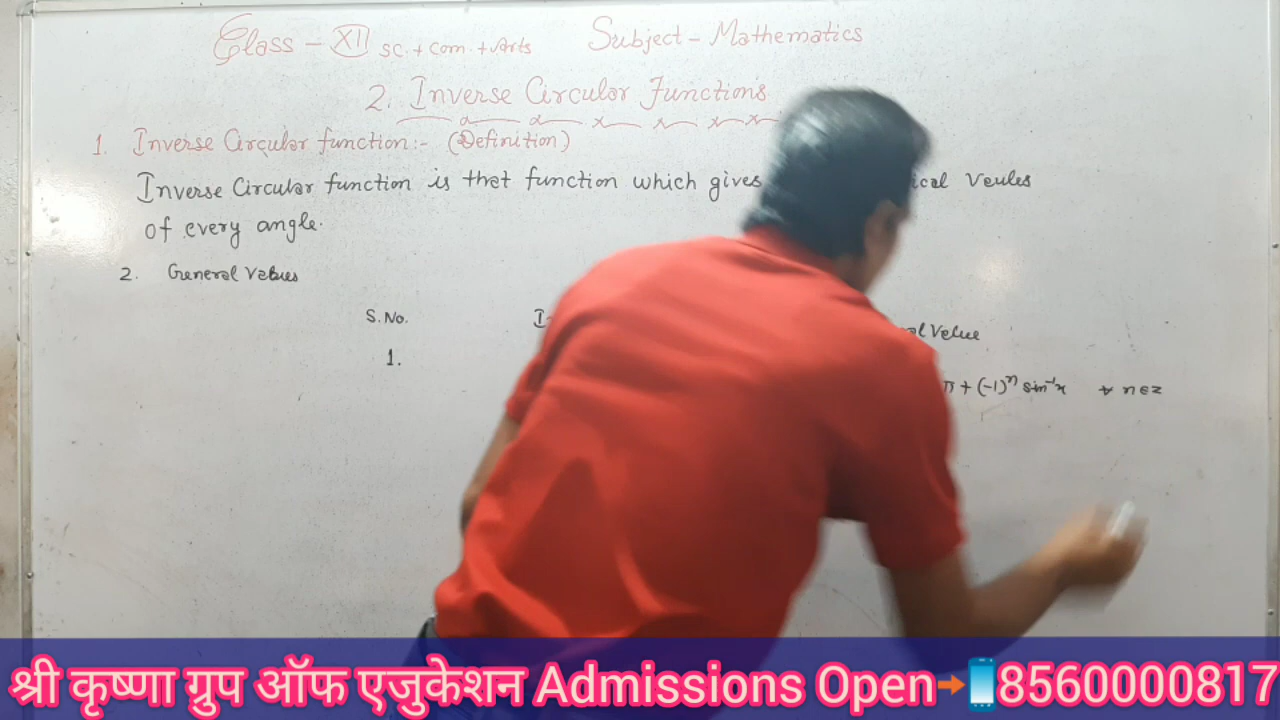 Class - XII sc. + Com. + Arts Subject - Mathematics
2. Inverse Circular Functions
1. Inverse Circular function:- (Definition)
Inverse Circular function is that function which gives ical Veules
of every angle.
2. General Values
S.No. I al Velue
1. π + (-1)ⁿ sin⁻¹x ∀ n ∈ z
श्री कृष्णा ग्रुप ऑफ एजुकेशन Admissions Open➝📱8560000817